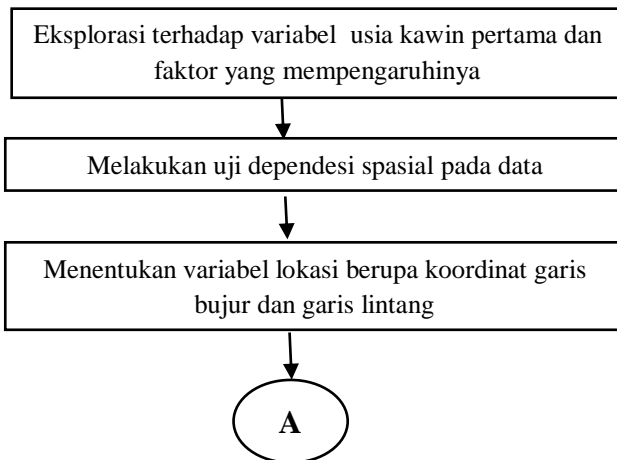 Eksplorasi terhadap variabel usia kawin pertama dan
faktor yang mempengaruhinya
Melakukan uji dependesi spasial pada data
Menentukan variabel lokasi berupa koordinat garis
bujur dan garis lintang
A